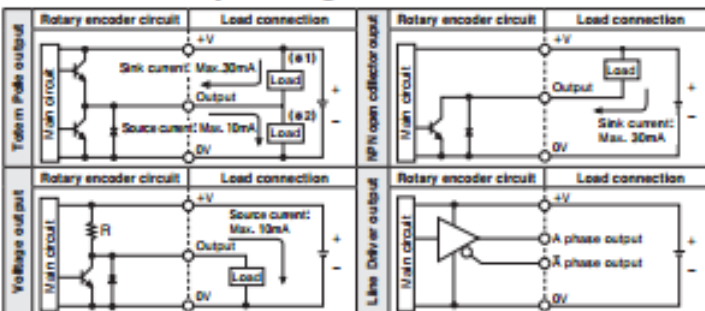 Totem Pole output
Rotary encoder circuit
Load connection
Main circuit
+V
Sink current: Max.30mA
(※1)
Load
Output
Source current: Max. 10mA
(※2)
Load
0V
+
−
NPN open collector ouput
Rotary encoder circuit
Load connection
Main circuit
+V
Load
Output
Sink current:
Max. 30mA
0V
+
−
Voltage output
Rotary encoder circuit
Load connection
Main circuit
R
+V
Source current:
Max. 10mA
Output
Load
0V
+
−
Line Driver output
Rotary encoder circuit
Load connection
Main circuit
+V
A phase output
A̅ phase output
0V
+
−